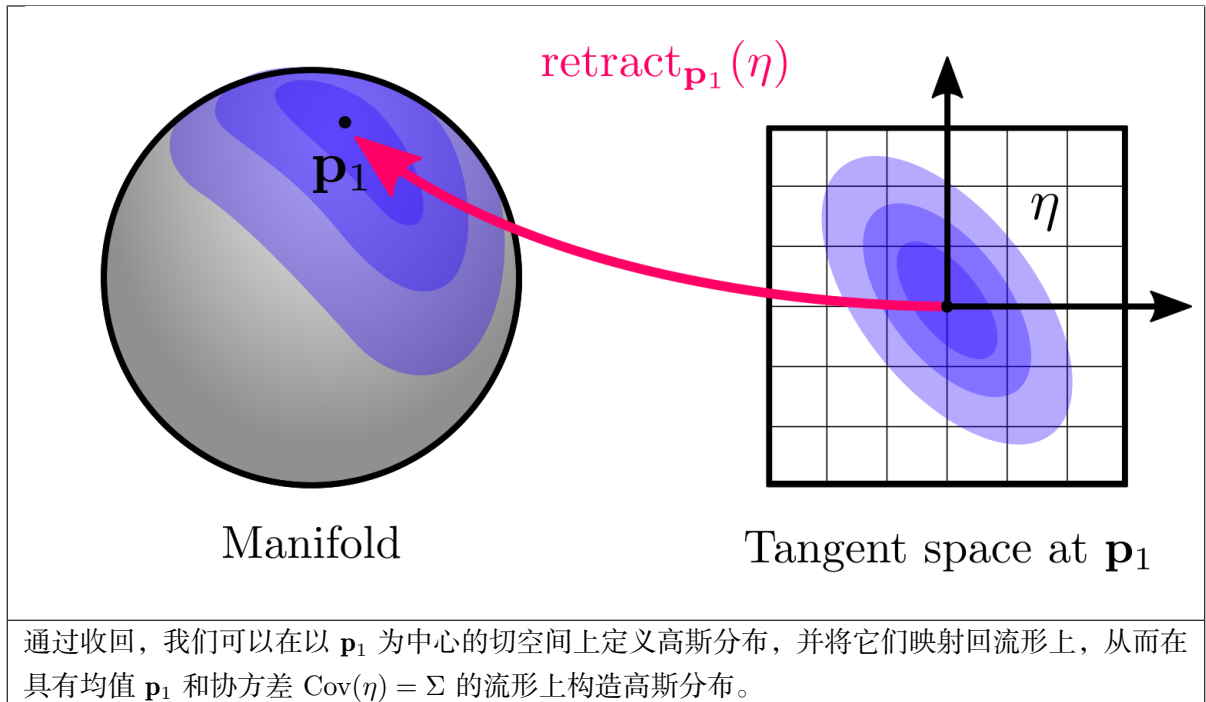 retract_{p_1}(η)
p_1
η
Manifold
Tangent space at p_1
通过收回，我们可以在以 p_1 为中心的切空间上定义高斯分布，并将它们映射回流形上，从而在
具有均值 p_1 和协方差 Cov(η) = Σ 的流形上构造高斯分布。